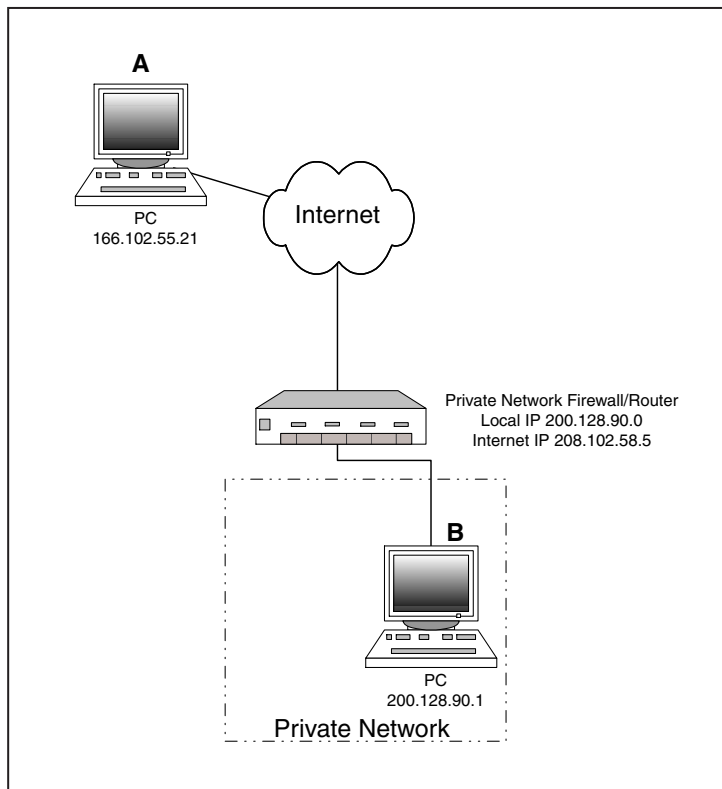 A
PC
166.102.55.21
Internet
Private Network Firewall/Router
Local IP 200.128.90.0
Internet IP 208.102.58.5
B
PC
200.128.90.1
Private Network